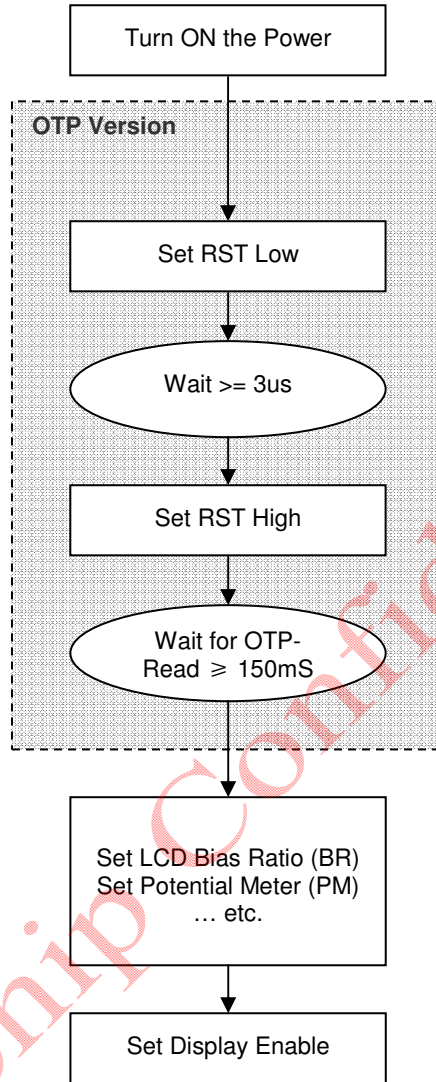 Turn ON the Power
OTP Version
Set RST Low
Wait >= 3us
Set RST High
Wait for OTP-
Read ≥ 150mS
Set LCD Bias Ratio (BR)
Set Potential Meter (PM)
… etc.
Set Display Enable